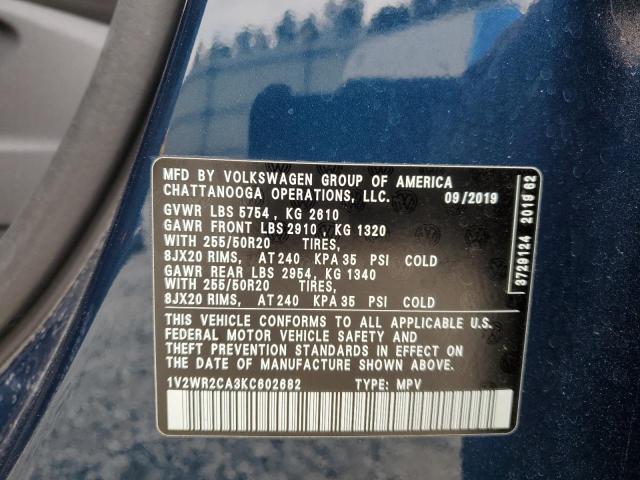 MFD BY VOLKSWAGEN GROUP OF AMERICA
CHATTANOOGA OPERATIONS, LLC. 09/2019
GVWR LBS 5754 , KG 2610
GAWR FRONT LBS 2910 , KG 1320
WITH 255/50R20 TIRES,
8JX20 RIMS, AT 240 KPA 35 PSI COLD
GAWR REAR LBS 2954, KG 1340
WITH 255/50R20 TIRES,
8JX20 RIMS, AT 240 KPA 35 PSI COLD
THIS VEHICLE CONFORMS TO ALL APPLICABLE U.S.
FEDERAL MOTOR VEHICLE SAFETY AND
THEFT PREVENTION STANDARDS IN EFFECT ON
THE DATE OF MANUFACTURE SHOWN ABOVE.
1V2WR2CA3KC602682 TYPE: MPV
3729124 2019 62